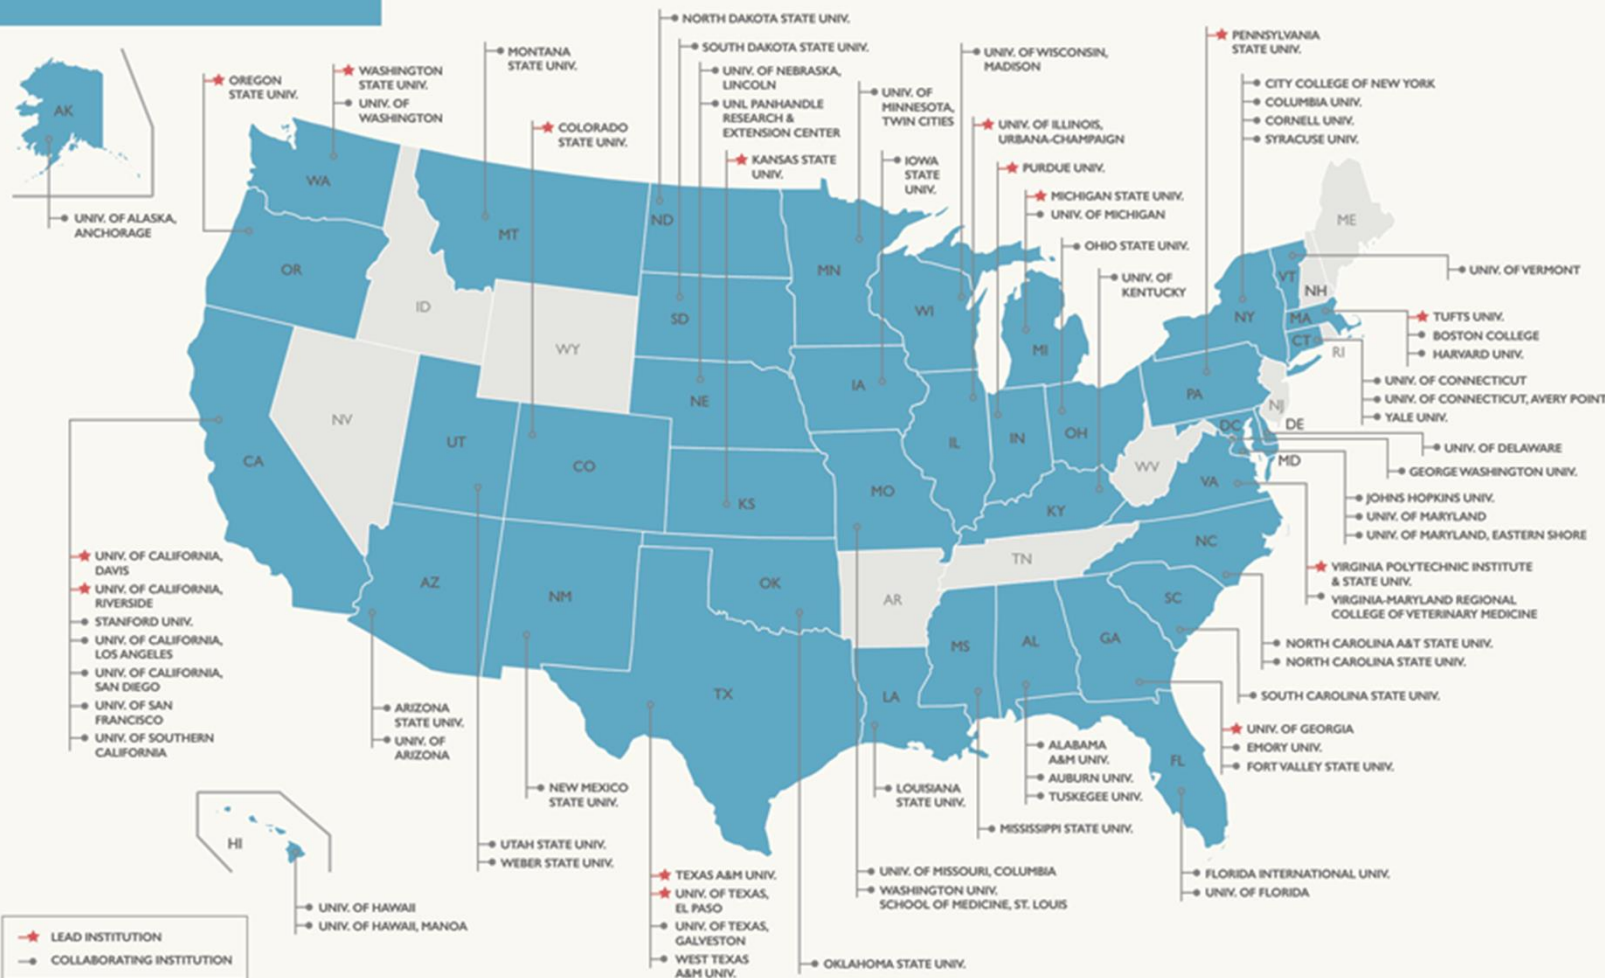 NORTH DAKOTA STATE UNIV.
SOUTH DAKOTA STATE UNIV.
MONTANA
STATE UNIV.
UNIV. OF NEBRASKA,
LINCOLN
UNL PANHANDLE
RESEARCH &
EXTENSION CENTER
KANSAS STATE
UNIV.
OREGON
STATE UNIV.
WASHINGTON
STATE UNIV.
UNIV. OF
WASHINGTON
COLORADO
STATE UNIV.
UNIV. OF
MINNESOTA,
TWIN CITIES
IOWA
STATE
UNIV.
UNIV. OF WISCONSIN,
MADISON
UNIV. OF ILLINOIS,
URBANA-CHAMPAIGN
PURDUE UNIV.
MICHIGAN STATE UNIV.
UNIV. OF MICHIGAN
OHIO STATE UNIV.
UNIV. OF
KENTUCKY
PENNSYLVANIA
STATE UNIV.
CITY COLLEGE OF NEW YORK
COLUMBIA UNIV.
CORNELL UNIV.
SYRACUSE UNIV.
UNIV. OF VERMONT
TUFTS UNIV.
BOSTON COLLEGE
HARVARD UNIV.
UNIV. OF CONNECTICUT
UNIV. OF CONNECTICUT, AVERY POINT
YALE UNIV.
UNIV. OF DELAWARE
GEORGE WASHINGTON UNIV.
JOHNS HOPKINS UNIV.
UNIV. OF MARYLAND
UNIV. OF MARYLAND, EASTERN SHORE
VIRGINIA POLYTECHNIC INSTITUTE
& STATE UNIV.
VIRGINIA-MARYLAND REGIONAL
COLLEGE OF VETERINARY MEDICINE
NORTH CAROLINA A&T STATE UNIV.
NORTH CAROLINA STATE UNIV.
SOUTH CAROLINA STATE UNIV.
UNIV. OF GEORGIA
EMORY UNIV.
FORT VALLEY STATE UNIV.
FLORIDA INTERNATIONAL UNIV.
UNIV. OF FLORIDA
ALABAMA
A&M UNIV.
AUBURN UNIV.
TUSKEGEE UNIV.
MISSISSIPPI STATE UNIV.
LOUISIANA
STATE UNIV.
UNIV. OF MISSOURI, COLUMBIA
WASHINGTON UNIV.
SCHOOL OF MEDICINE, ST. LOUIS
OKLAHOMA STATE UNIV.
TEXAS A&M UNIV.
UNIV. OF TEXAS,
EL PASO
UNIV. OF TEXAS,
GALVESTON
WEST TEXAS
A&M UNIV.
NEW MEXICO
STATE UNIV.
UTAH STATE UNIV.
WEBER STATE UNIV.
ARIZONA
STATE UNIV.
UNIV. OF
ARIZONA
UNIV. OF CALIFORNIA,
DAVIS
UNIV. OF CALIFORNIA,
RIVERSIDE
STANFORD UNIV.
UNIV. OF CALIFORNIA,
LOS ANGELES
UNIV. OF CALIFORNIA,
SAN DIEGO
UNIV. OF SAN
FRANCISCO
UNIV. OF SOUTHERN
CALIFORNIA
UNIV. OF ALASKA,
ANCHORAGE
UNIV. OF HAWAII
UNIV. OF HAWAII, MANOA
AK
WA
OR
ID
MT
WY
NV
CA
UT
CO
AZ
NM
ND
SD
NE
KS
OK
TX
MN
IA
MO
AR
LA
WI
IL
MI
IN
OH
KY
TN
MS
AL
GA
FL
SC
NC
VA
WV
DC
MD
DE
PA
NJ
NY
CT
RI
MA
VT
NH
ME
HI
LEAD INSTITUTION
COLLABORATING INSTITUTION